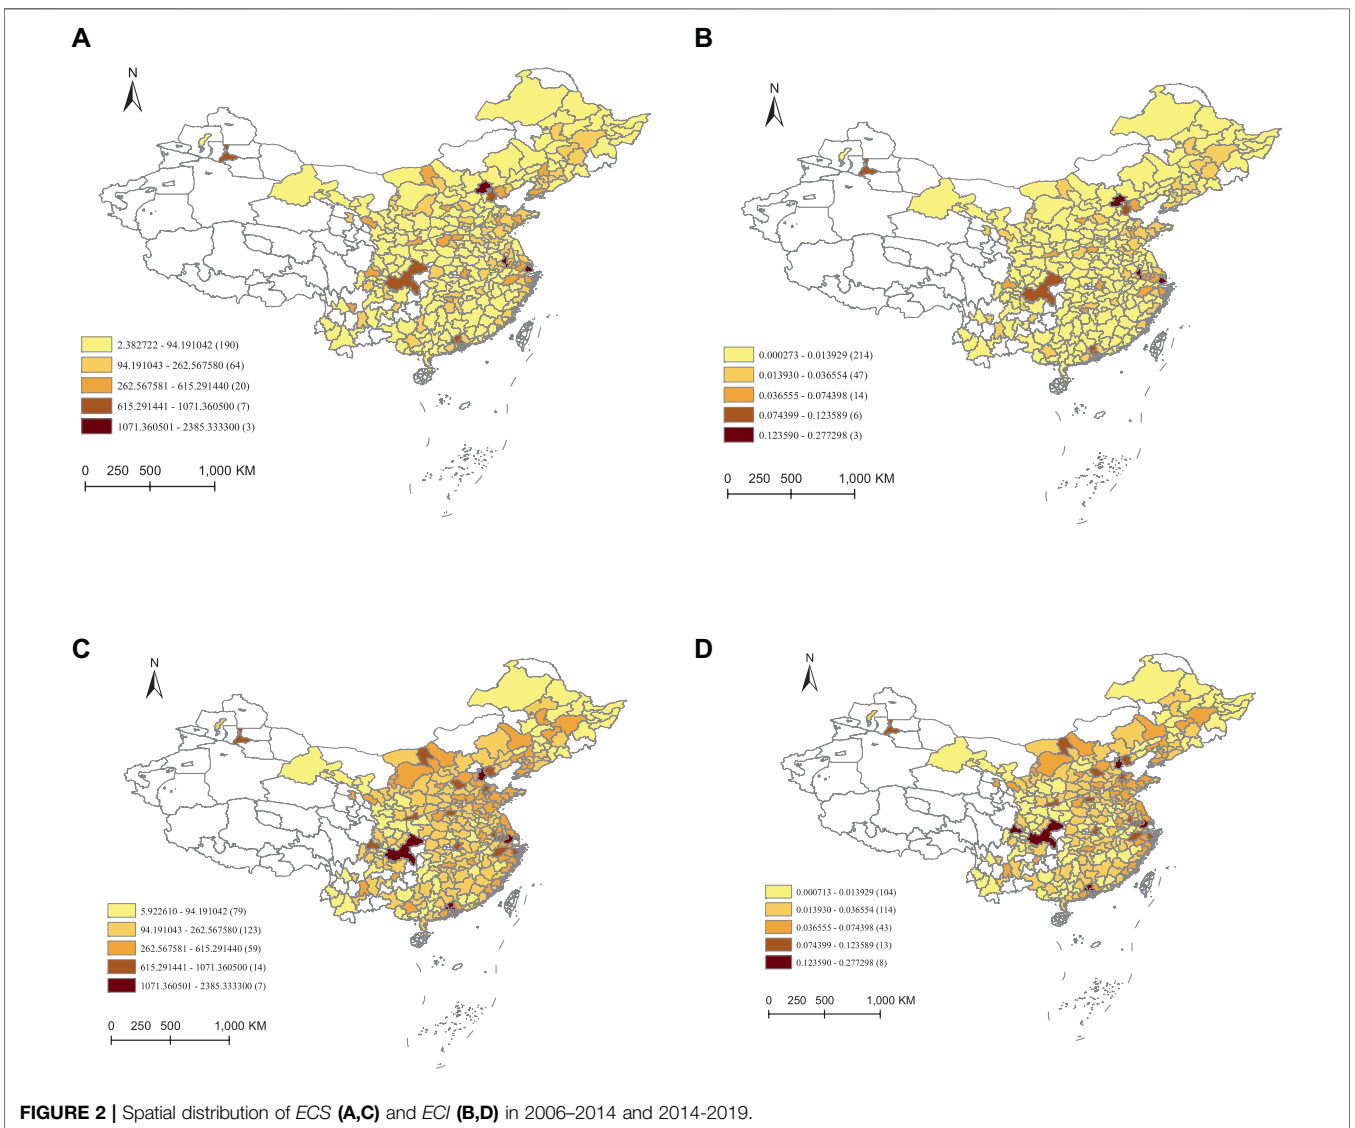 A
N
2.382722 - 94.191042 (190)
94.191043 - 262.567580 (64)
262.567581 - 615.291440 (20)
615.291441 - 1071.360500 (7)
1071.360501 - 2385.333300 (3)
0 250 500 1,000 KM
B
N
0.000273 - 0.013929 (214)
0.013930 - 0.036554 (47)
0.036555 - 0.074398 (14)
0.074399 - 0.123589 (6)
0.123590 - 0.277298 (3)
0 250 500 1,000 KM
C
N
5.922610 - 94.191042 (79)
94.191043 - 262.567580 (123)
262.567581 - 615.291440 (59)
615.291441 - 1071.360500 (14)
1071.360501 - 2385.333300 (7)
0 250 500 1,000 KM
D
N
0.000713 - 0.013929 (104)
0.013930 - 0.036554 (114)
0.036555 - 0.074398 (43)
0.074399 - 0.123589 (13)
0.123590 - 0.277298 (8)
0 250 500 1,000 KM
FIGURE 2 | Spatial distribution of ECS (A,C) and ECI (B,D) in 2006–2014 and 2014-2019.